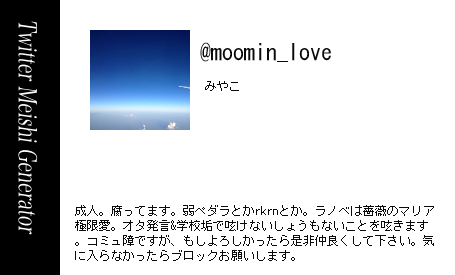 Twitter Meishi Generator
@moomin_love
みやこ
成人。腐ってます。弱ペダラとかrkrnとか。ラノベは薔薇のマリア
極限愛。オタ発言&学校垢で呟けないしょうもないことを呟きます
。コミュ障ですが、もしよろしかったら是非仲良くして下さい。気
に入らなかったらブロックお願いします。